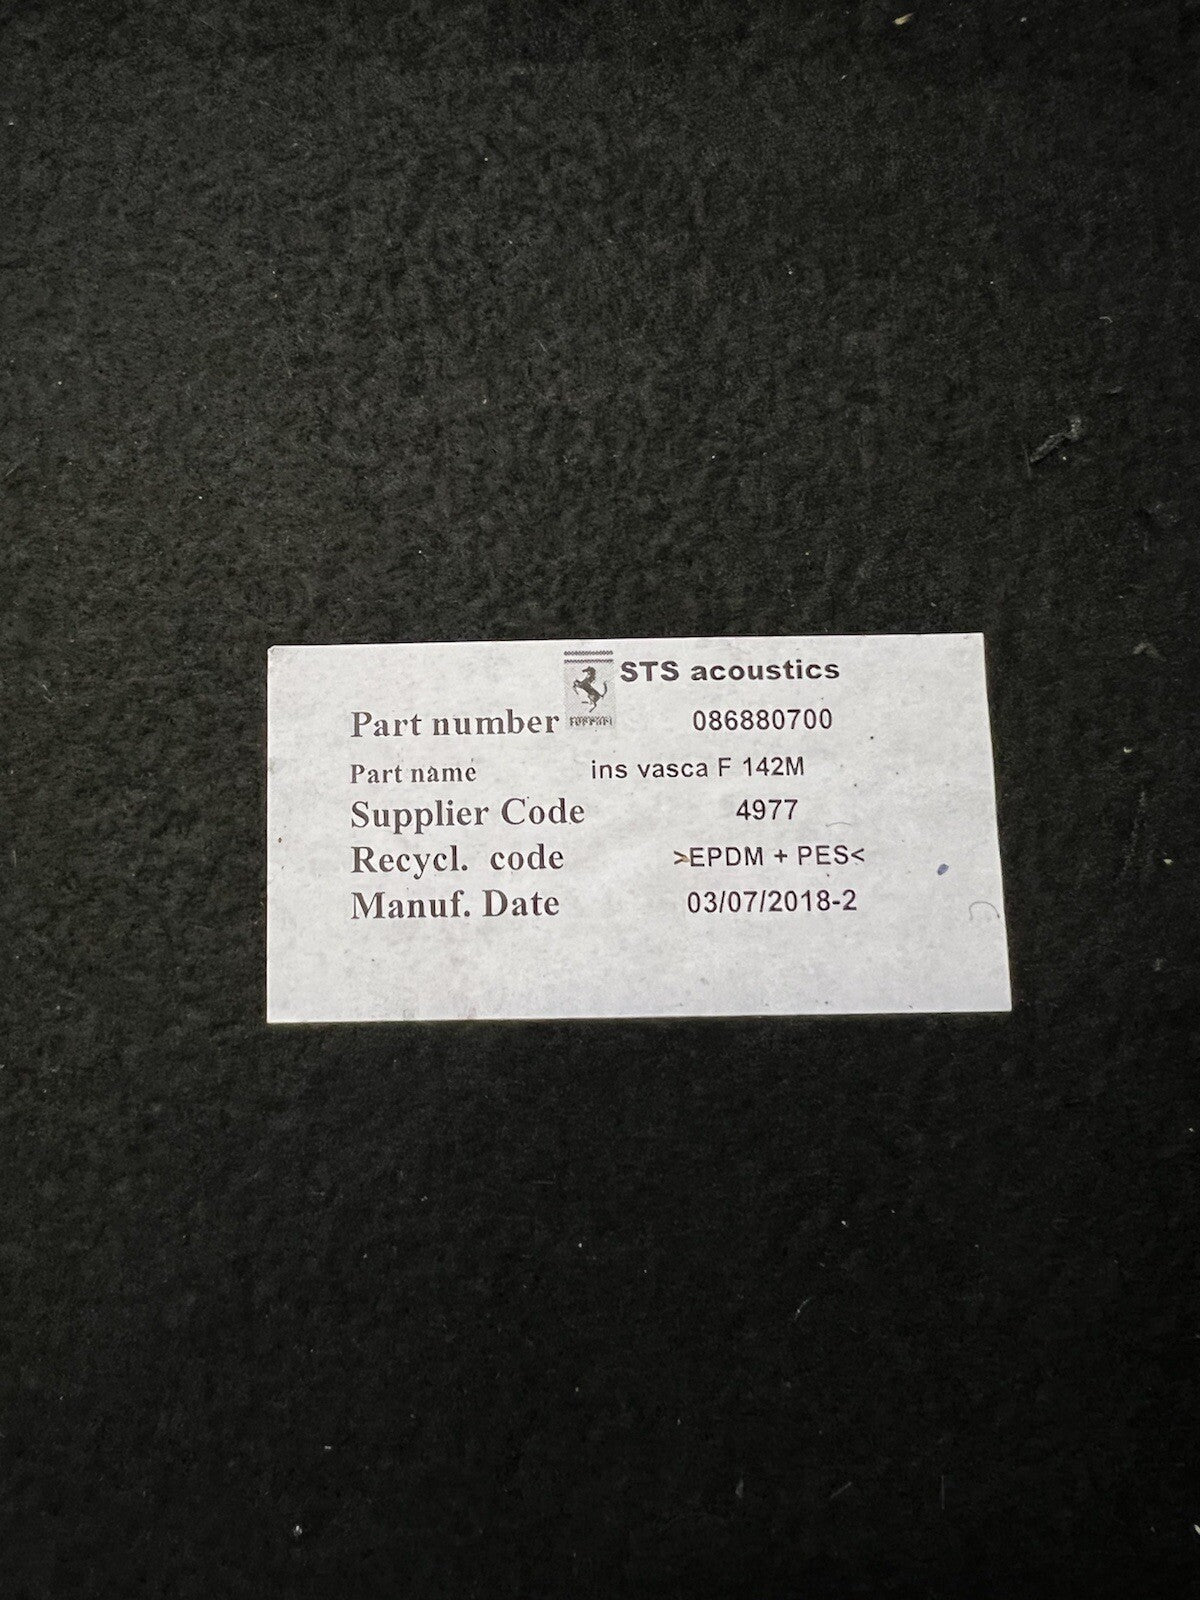 STS acoustics
Ferrari
Part number 086880700
Part name ins vasca F 142M
Supplier Code 4977
Recycl. code >EPDM + PES<
Manuf. Date 03/07/2018-2